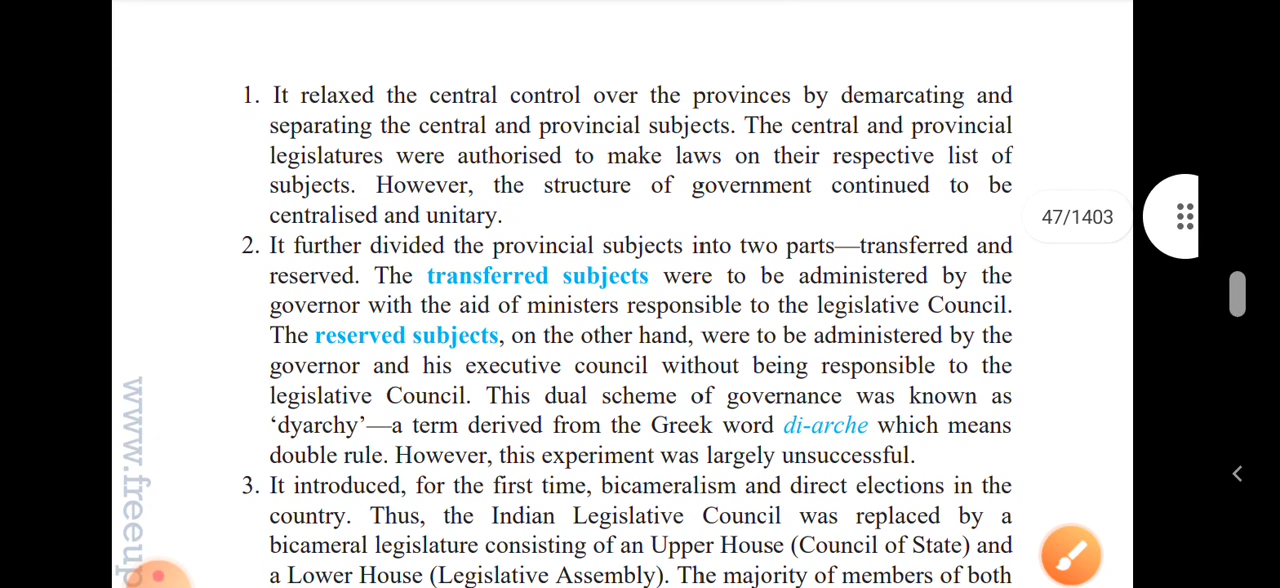 1. It relaxed the central control over the provinces by demarcating and
separating the central and provincial subjects. The central and provincial
legislatures were authorised to make laws on their respective list of
subjects. However, the structure of government continued to be
centralised and unitary.
47/1403
2. It further divided the provincial subjects into two parts—transferred and
reserved. The transferred subjects were to be administered by the
governor with the aid of ministers responsible to the legislative Council.
The reserved subjects, on the other hand, were to be administered by the
governor and his executive council without being responsible to the
legislative Council. This dual scheme of governance was known as
‘dyarchy’—a term derived from the Greek word di-arche which means
double rule. However, this experiment was largely unsuccessful.
3. It introduced, for the first time, bicameralism and direct elections in the
country. Thus, the Indian Legislative Council was replaced by a
bicameral legislature consisting of an Upper House (Council of State) and
a Lower House (Legislative Assembly). The majority of members of both
www.freeup